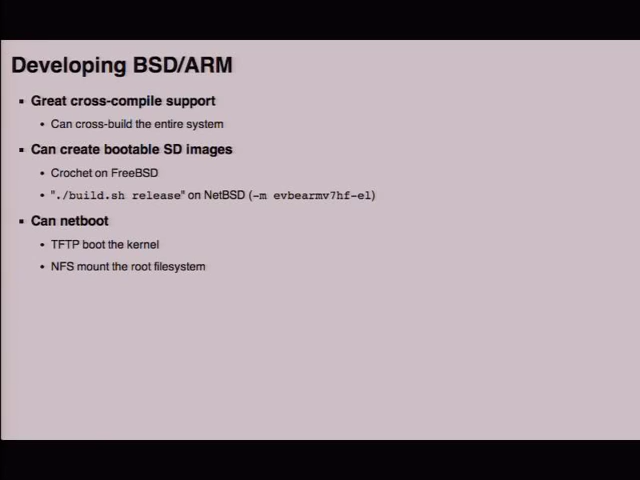 Developing BSD/ARM
Great cross-compile support
Can cross-build the entire system
Can create bootable SD images
Crochet on FreeBSD
"./build.sh release" on NetBSD (-m evbearmv7hf-el)
Can netboot
TFTP boot the kernel
NFS mount the root filesystem